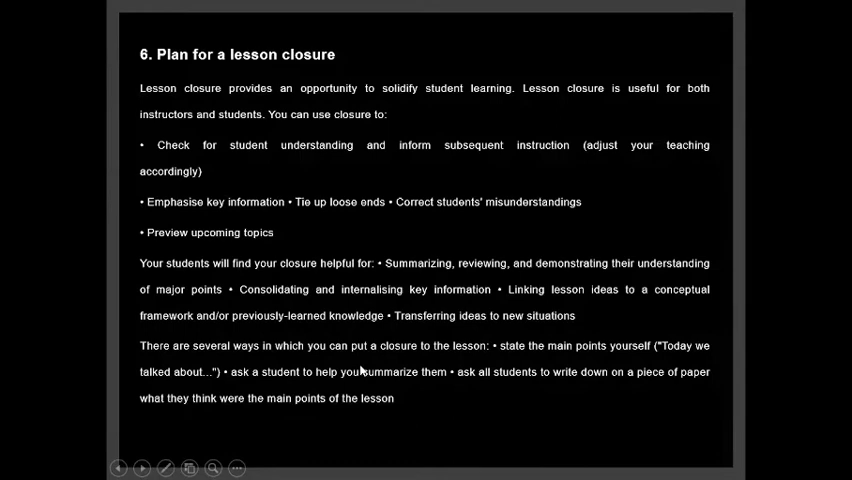 6. Plan for a lesson closure
Lesson closure provides an opportunity to solidify student learning. Lesson closure is useful for both
instructors and students. You can use closure to:
• Check for student understanding and inform subsequent instruction (adjust your teaching
accordingly)
• Emphasise key information • Tie up loose ends • Correct students' misunderstandings
• Preview upcoming topics
Your students will find your closure helpful for: • Summarizing, reviewing, and demonstrating their understanding
of major points • Consolidating and internalising key information • Linking lesson ideas to a conceptual
framework and/or previously-learned knowledge • Transferring ideas to new situations
There are several ways in which you can put a closure to the lesson: • state the main points yourself ("Today we
talked about...") • ask a student to help you summarize them • ask all students to write down on a piece of paper
what they think were the main points of the lesson